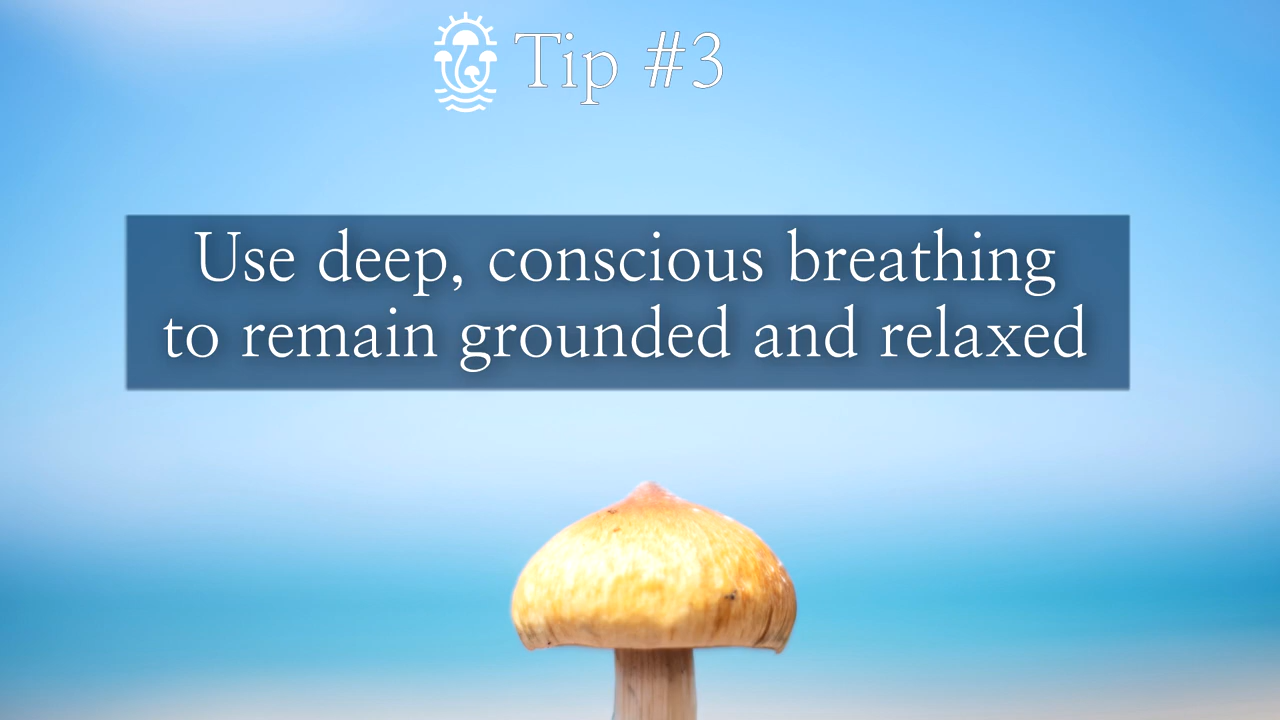 Tip #3
Use deep, conscious breathing
to remain grounded and relaxed